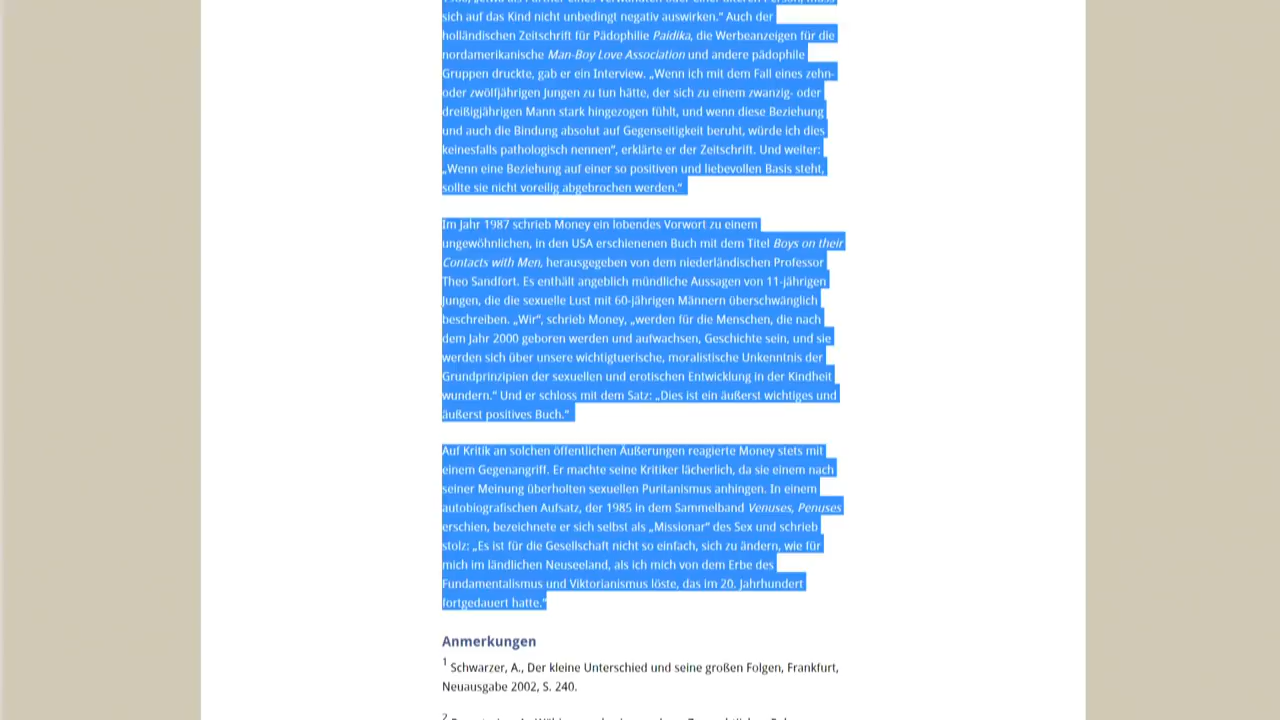 sich auf das Kind nicht unbedingt negativ auswirken.“ Auch der
holländischen Zeitschrift für Pädophilie Paidika, die Werbeanzeigen für die
nordamerikanische Man-Boy Love Association und andere pädophile
Gruppen druckte, gab er ein Interview. „Wenn ich mit dem Fall eines zehn-
oder zwölfjährigen Jungen zu tun hätte, der sich zu einem zwanzig- oder
dreißigjährigen Mann stark hingezogen fühlt, und wenn diese Beziehung
und auch die Bindung absolut auf Gegenseitigkeit beruht, würde ich dies
keinesfalls pathologisch nennen“, erklärte er der Zeitschrift. Und weiter:
„Wenn eine Beziehung auf einer so positiven und liebevollen Basis steht,
sollte sie nicht voreilig abgebrochen werden.“
Im Jahr 1987 schrieb Money ein lobendes Vorwort zu einem
ungewöhnlichen, in den USA erschienenen Buch mit dem Titel Boys on their
Contacts with Men, herausgegeben von dem niederländischen Professor
Theo Sandfort. Es enthält angeblich mündliche Aussagen von 11-jährigen
Jungen, die die sexuelle Lust mit 60-jährigen Männern überschwänglich
beschreiben. „Wir“, schrieb Money, „werden für die Menschen, die nach
dem Jahr 2000 geboren werden und aufwachsen, Geschichte sein, und sie
werden sich über unsere wichtigtuerische, moralistische Unkenntnis der
Grundprinzipien der sexuellen und erotischen Entwicklung in der Kindheit
wundern.“ Und er schloss mit dem Satz: „Dies ist ein äußerst wichtiges und
äußerst positives Buch.“
Auf Kritik an solchen öffentlichen Äußerungen reagierte Money stets mit
einem Gegenangriff. Er machte seine Kritiker lächerlich, da sie einem nach
seiner Meinung überholten sexuellen Puritanismus anhingen. In einem
autobiografischen Aufsatz, der 1985 in dem Sammelband Venuses, Penuses
erschien, bezeichnete er sich selbst als „Missionar“ des Sex und schrieb
stolz: „Es ist für die Gesellschaft nicht so einfach, sich zu ändern, wie für
mich im ländlichen Neuseeland, als ich mich von dem Erbe des
Fundamentalismus und Viktorianismus löste, das im 20. Jahrhundert
fortgedauert hatte.“
Anmerkungen
1 Schwarzer, A., Der kleine Unterschied und seine großen Folgen, Frankfurt,
Neuausgabe 2002, S. 240.